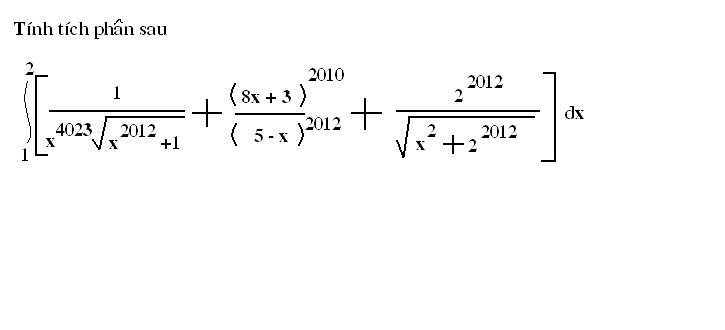 Tính tích phân sau
∫₁² [ 1/(x^4023 √(x^2012 +1)) + (8x + 3)^2010/(5 - x)^2012 + 2^2012/√(x^2 + 2^2012) ] dx